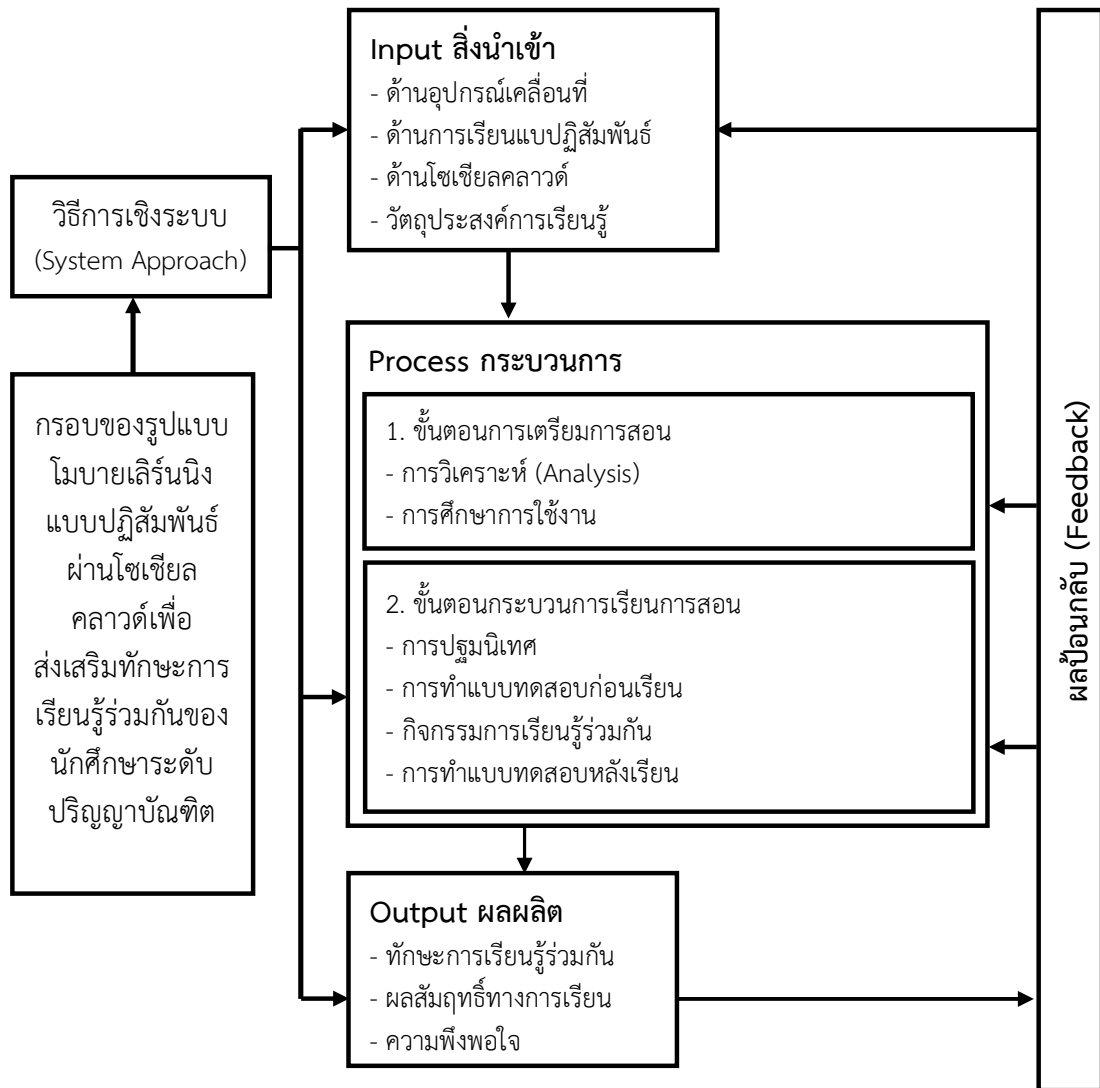 Input สิ่งนำเข้า
- ด้านอุปกรณ์เคลื่อนที่
- ด้านการเรียนแบบปฏิสัมพันธ์
- ด้านโซเชียลคลาวด์
- วัตถุประสงค์การเรียนรู้
วิธีการเชิงระบบ
(System Approach)
กรอบของรูปแบบ
โมบายเลิร์นนิง
แบบปฏิสัมพันธ์
ผ่านโซเชียล
คลาวด์เพื่อ
ส่งเสริมทักษะการ
เรียนรู้ร่วมกันของ
นักศึกษาระดับ
ปริญญาบัณฑิต
Process กระบวนการ
1. ขั้นตอนการเตรียมการสอน
- การวิเคราะห์ (Analysis)
- การศึกษาการใช้งาน
2. ขั้นตอนกระบวนการเรียนการสอน
- การปฐมนิเทศ
- การทำแบบทดสอบก่อนเรียน
- กิจกรรมการเรียนรู้ร่วมกัน
- การทำแบบทดสอบหลังเรียน
Output ผลผลิต
- ทักษะการเรียนรู้ร่วมกัน
- ผลสัมฤทธิ์ทางการเรียน
- ความพึงพอใจ
ผลป้อนกลับ (Feedback)